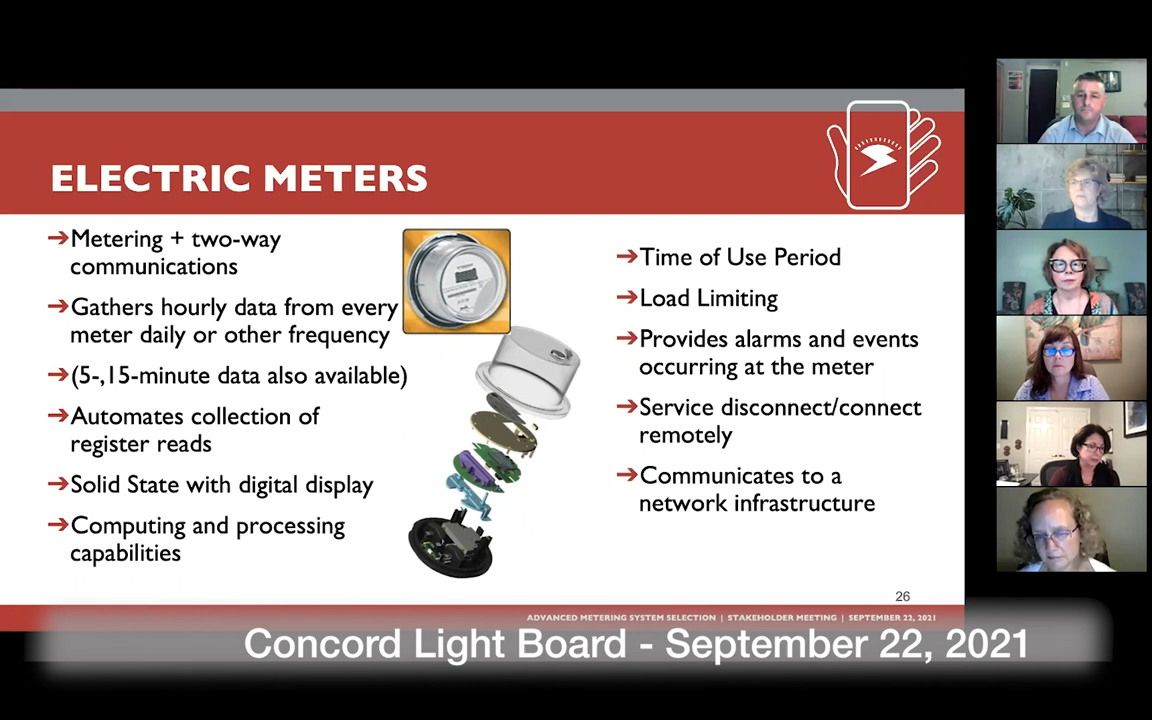 ELECTRIC METERS
➔Metering + two-way
communications
➔Gathers hourly data from every
meter daily or other frequency
➔(5-,15-minute data also available)
➔Automates collection of
register reads
➔Solid State with digital display
➔Computing and processing
capabilities
➔Time of Use Period
➔Load Limiting
➔Provides alarms and events
occurring at the meter
➔Service disconnect/connect
remotely
➔Communicates to a
network infrastructure
26
ADVANCED METERING SYSTEM SELECTION | STAKEHOLDER MEETING | SEPTEMBER 22, 2021
Concord Light Board - September 22, 2021